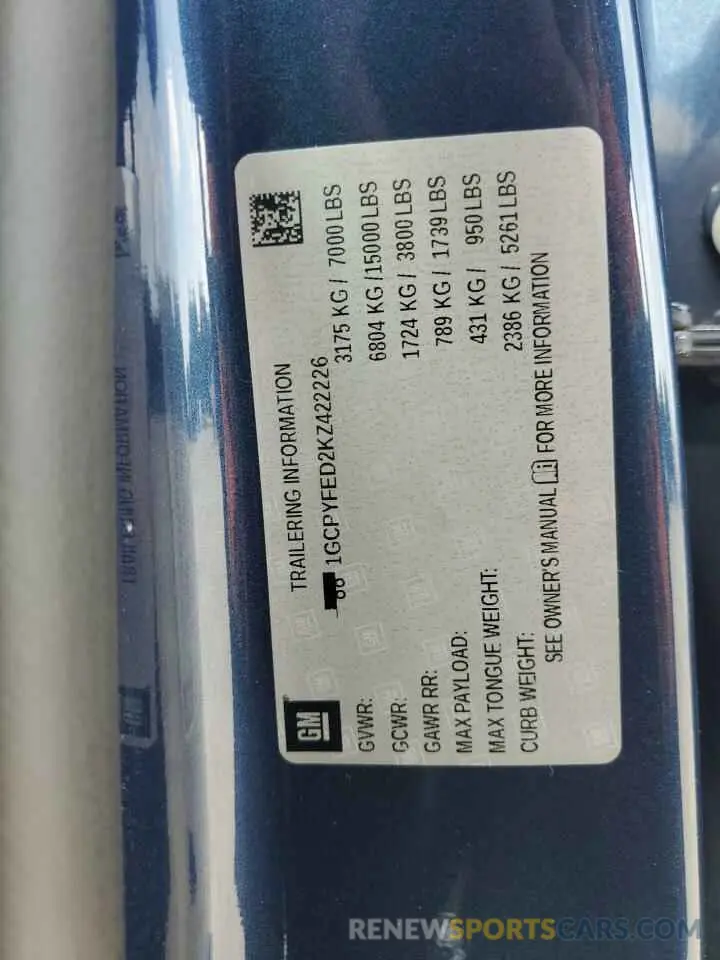 TRAILERING INFORMATION
1GCPYFED2KZ422226
GM
GVWR: 3175 KG / 7000 LBS
GCWR: 6804 KG /15000 LBS
GAWR RR: 1724 KG / 3800 LBS
MAX PAYLOAD: 789 KG / 1739 LBS
MAX TONGUE WEIGHT: 431 KG / 950 LBS
CURB WEIGHT: 2386 KG / 5261 LBS
SEE OWNER'S MANUAL i FOR MORE INFORMATION
RENEWSPORTSCARS.COM